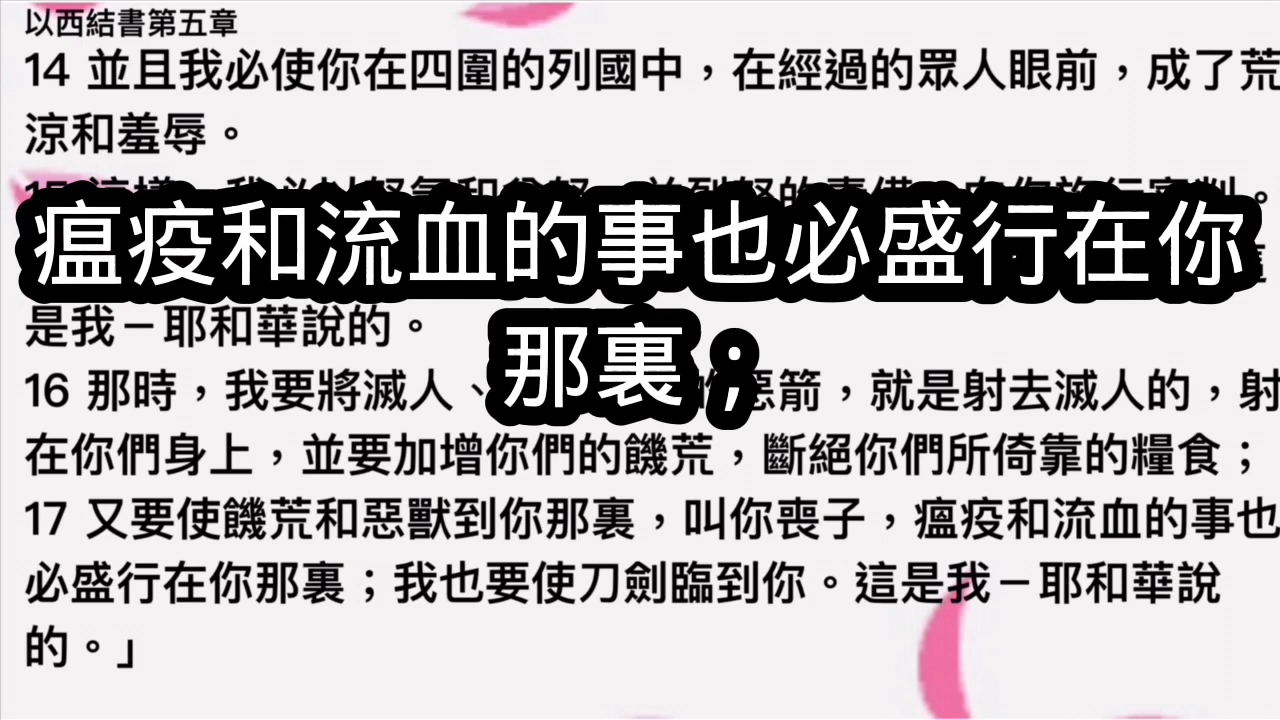 以西結書第五章
14 並且我必使你在四圍的列國中，在經過的眾人眼前，成了荒
涼和羞辱。
瘟疫和流血的事也必盛行在你
那裏；
是我－耶和華說的。
16 那時，我要將滅人、惡箭，就是射去滅人的，射
在你們身上，並要加增你們的饑荒，斷絕你們所倚靠的糧食；
17 又要使饑荒和惡獸到你那裏，叫你喪子，瘟疫和流血的事也
必盛行在你那裏；我也要使刀劍臨到你。這是我－耶和華說
的。」